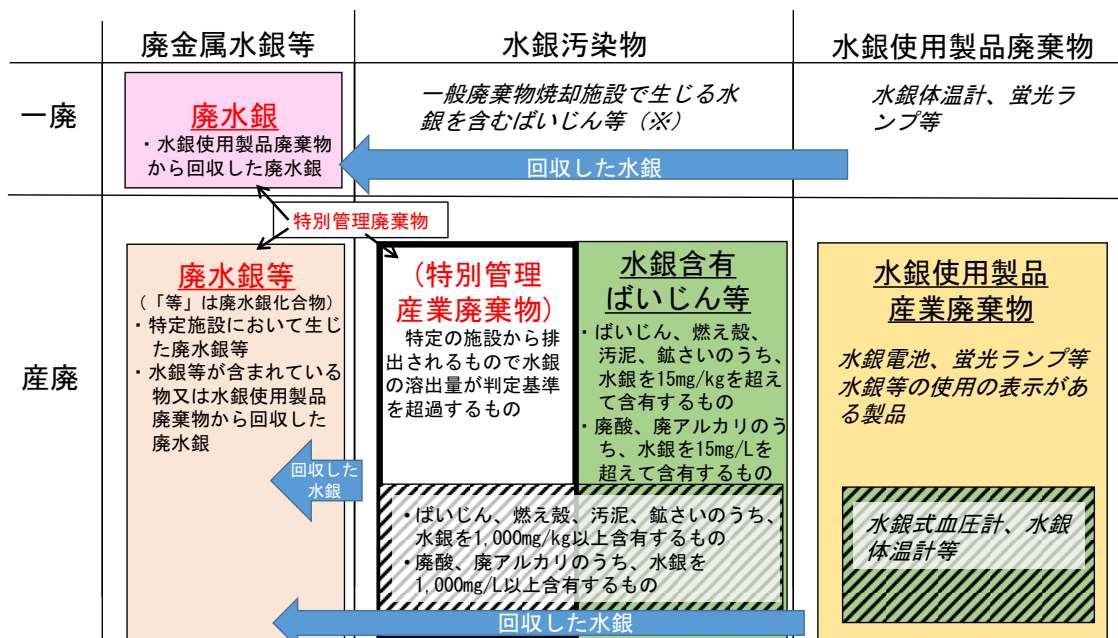 廃金属水銀等
水銀汚染物
水銀使用製品廃棄物
一廃
廃水銀
・水銀使用製品廃棄物
から回収した廃水銀
一般廃棄物焼却施設で生じる水
銀を含むばいじん等（※）
水銀体温計、蛍光ラ
ンプ等
回収した水銀
特別管理廃棄物
産廃
廃水銀等
（「等」は廃水銀化合物）
・特定施設において生じ
た廃水銀等
・水銀等が含まれている
物又は水銀使用製品
廃棄物から回収した
廃水銀
回収した
水銀
（特別管理
産業廃棄物）
特定の施設から排
出されるもので水銀
の溶出量が判定基準
を超過するもの
水銀含有
ばいじん等
・ばいじん、燃え殻、
汚泥、鉱さいのうち、
水銀を15mg/kgを超え
て含有するもの
・廃酸、廃アルカリのう
ち、水銀を15mg/Lを
超えて含有するもの
・ばいじん、燃え殻、汚泥、鉱さいのうち、
水銀を1,000mg/kg以上含有するもの
・廃酸、廃アルカリのうち、水銀を
1,000mg/L以上含有するもの
水銀使用製品
産業廃棄物
水銀電池、蛍光ランプ等
水銀等の使用の表示があ
る製品
水銀式血圧計、水銀
体温計等
回収した水銀